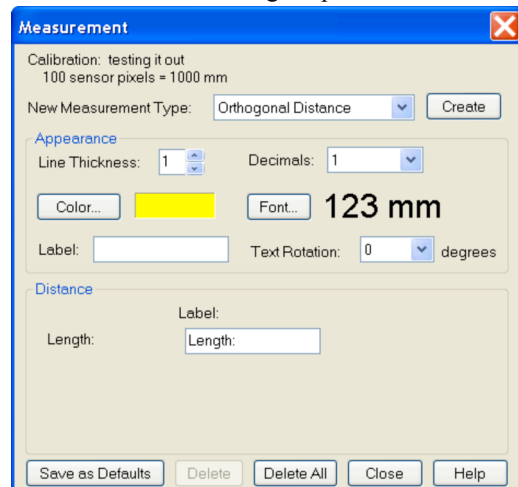 Measurement
Calibration: testing it out
100 sensor pixels = 1000 mm
New Measurement Type: Orthogonal Distance Create
Appearance
Line Thickness: 1 Decimals: 1
Color... Font... 123 mm
Label: Text Rotation: 0 degrees
Distance
Label:
Length: Length:
Save as Defaults Delete Delete All Close Help